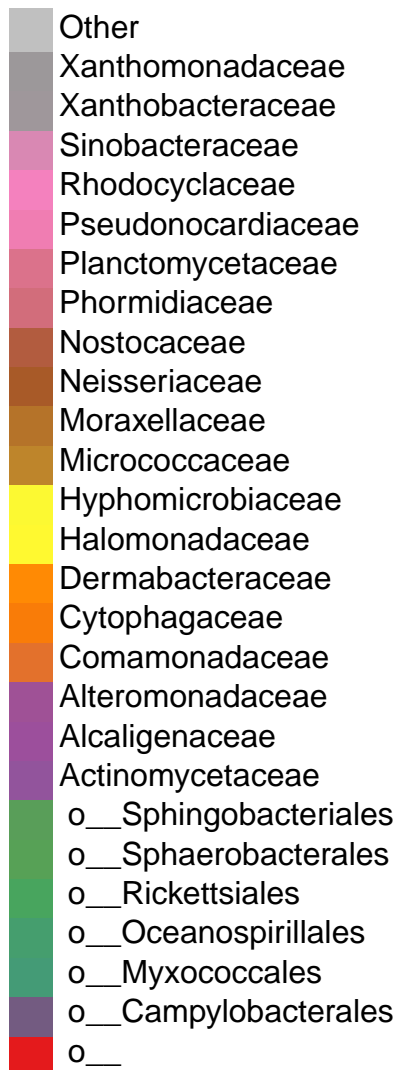 Other
Xanthomonadaceae
Xanthobacteraceae
Sinobacteraceae
Rhodocyclaceae
Pseudonocardiaceae
Planctomycetaceae
Phormidiaceae
Nostocaceae
Neisseriaceae
Moraxellaceae
Micrococcaceae
Hyphomicrobiaceae
Halomonadaceae
Dermabacteraceae
Cytophagaceae
Comamonadaceae
Alteromonadaceae
Alcaligenaceae
Actinomycetaceae
o__Sphingobacteriales
o__Sphaerobacterales
o__Rickettsiales
o__Oceanospirillales
o__Myxococcales
o__Campylobacterales
o__